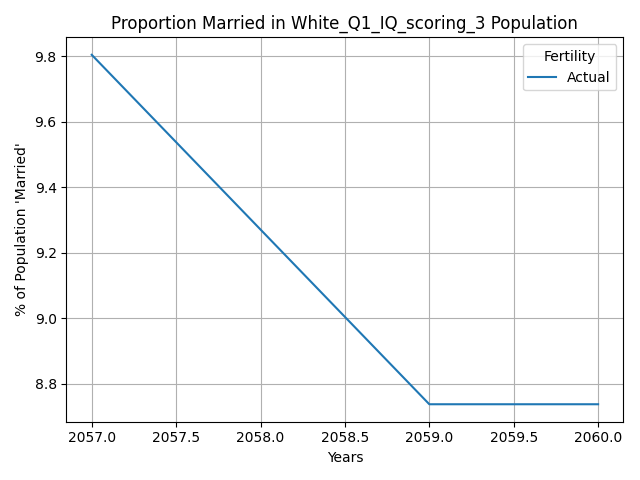 Proportion Married in White_Q1_IQ_scoring_3 Population
Fertility
Actual
% of Population 'Married'
9.8
9.6
9.4
9.2
9.0
8.8
2057.0 2057.5 2058.0 2058.5 2059.0 2059.5 2060.0
Years